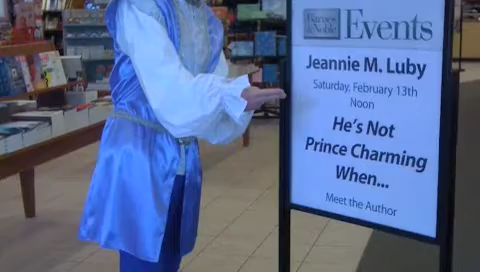 Barnes
& Noble
Events
Jeannie M. Luby
Saturday, February 13th
Noon
He's Not
Prince Charming
When...
Meet the Author